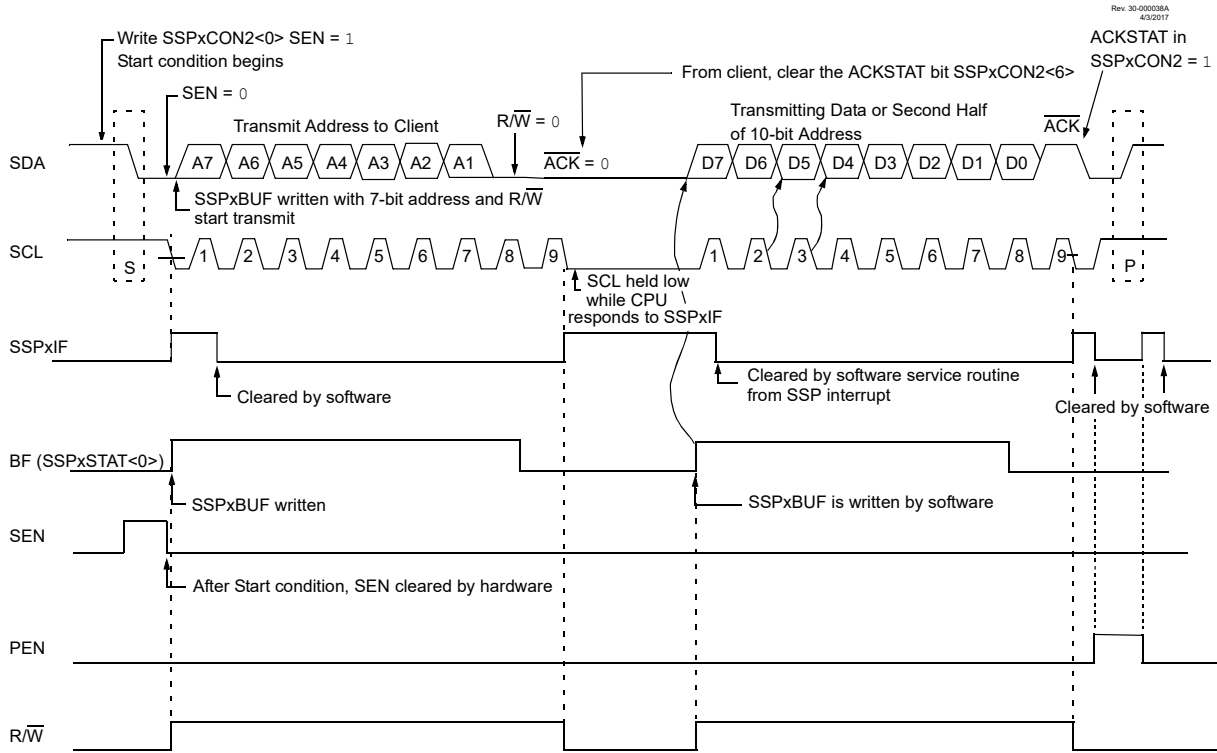 Rev. 30-000038A
4/3/2017
Write SSPxCON2<0> SEN = 1
Start condition begins
ACKSTAT in
SSPxCON2 = 1
From client, clear the ACKSTAT bit SSPxCON2<6>
SEN = 0
Transmit Address to Client
R/W = 0
Transmitting Data or Second Half
of 10-bit Address
ACK
SDA
A7 A6 A5 A4 A3 A2 A1
ACK = 0
D7 D6 D5 D4 D3 D2 D1 D0
SSPxBUF written with 7-bit address and R/W
start transmit
SCL
S
1 2 3 4 5 6 7 8 9
1 2 3 4 5 6 7 8 9
P
SCL held low
while CPU
responds to SSPxIF
SSPxIF
Cleared by software
Cleared by software service routine
from SSP interrupt
Cleared by software
BF (SSPxSTAT<0>)
SSPxBUF written
SSPxBUF is written by software
SEN
After Start condition, SEN cleared by hardware
PEN
R/W